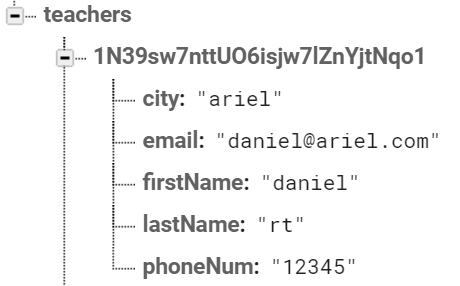 teachers
1N39sw7nttUO6isjw7lZnYjtNqo1
city: "ariel"
email: "daniel@ariel.com"
firstName: "daniel"
lastName: "rt"
phoneNum: "12345"